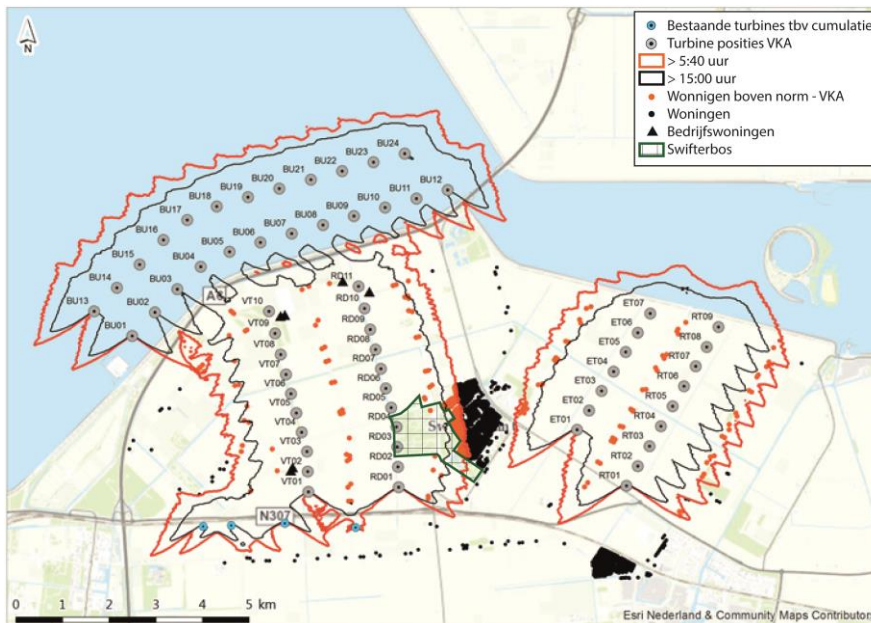 N
Bestaande turbines tbv cumulatie
Turbine posities VKA
> 5:40 uur
> 15:00 uur
Wonnigen boven norm - VKA
Woningen
Bedrijfswoningen
Swifterbos
BU24
BU23
BU22
BU21
BU20
BU19
BU18
BU17
BU16
BU15
BU14
BU13
BU12
BU11
BU10
BU09
BU08
BU07
BU06
BU05
BU04
BU03
BU02
BU01
VT10
VT09
VT08
VT07
VT06
VT05
VT04
VT03
VT02
VT01
RD11
RD10
RD09
RD08
RD07
RD06
RD05
RD04
RD03
RD02
RD01
ET07
ET06
ET05
ET04
ET03
ET02
ET01
RT09
RT08
RT07
RT06
RT05
RT04
RT03
RT02
RT01
N307
0 1 2 3 4 5 km
Esri Nederland & Community Maps Contributors